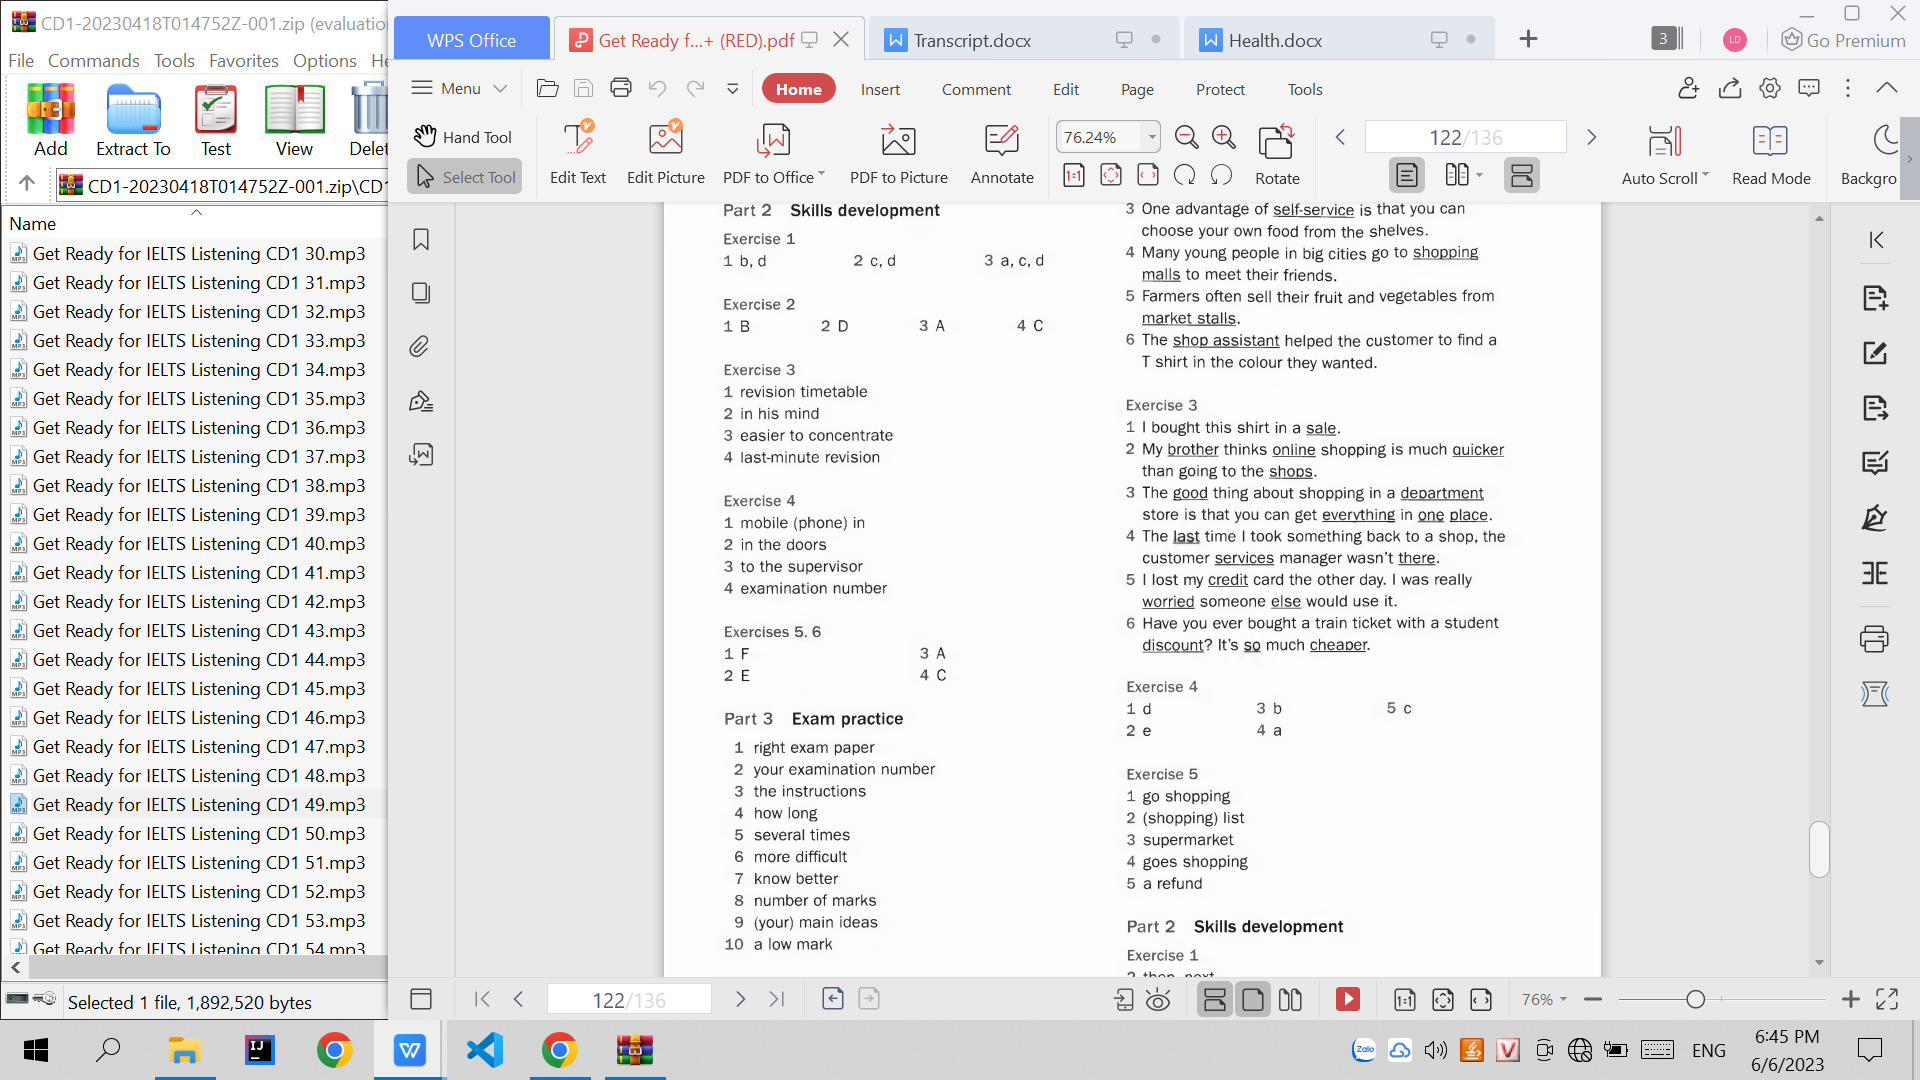 CD1-20230418T014752Z-001.zip (evaluation
File Commands Tools Favorites Options He
Add Extract To Test View Delet
CD1-20230418T014752Z-001.zip\CD1
Name
Get Ready for IELTS Listening CD1 30.mp3
Get Ready for IELTS Listening CD1 31.mp3
Get Ready for IELTS Listening CD1 32.mp3
Get Ready for IELTS Listening CD1 33.mp3
Get Ready for IELTS Listening CD1 34.mp3
Get Ready for IELTS Listening CD1 35.mp3
Get Ready for IELTS Listening CD1 36.mp3
Get Ready for IELTS Listening CD1 37.mp3
Get Ready for IELTS Listening CD1 38.mp3
Get Ready for IELTS Listening CD1 39.mp3
Get Ready for IELTS Listening CD1 40.mp3
Get Ready for IELTS Listening CD1 41.mp3
Get Ready for IELTS Listening CD1 42.mp3
Get Ready for IELTS Listening CD1 43.mp3
Get Ready for IELTS Listening CD1 44.mp3
Get Ready for IELTS Listening CD1 45.mp3
Get Ready for IELTS Listening CD1 46.mp3
Get Ready for IELTS Listening CD1 47.mp3
Get Ready for IELTS Listening CD1 48.mp3
Get Ready for IELTS Listening CD1 49.mp3
Get Ready for IELTS Listening CD1 50.mp3
Get Ready for IELTS Listening CD1 51.mp3
Get Ready for IELTS Listening CD1 52.mp3
Get Ready for IELTS Listening CD1 53.mp3
Get Ready for IELTS Listening CD1 54.mp3
Selected 1 file, 1,892,520 bytes
WPS Office Get Ready f...+ (RED).pdf Transcript.docx Health.docx 3 LD Go Premium
Menu Home Insert Comment Edit Page Protect Tools
Hand Tool 76.24% 122/136
Select Tool Edit Text Edit Picture PDF to Office PDF to Picture Annotate Rotate Auto Scroll Read Mode Backgro
Part 2 Skills development
Exercise 1
1 b, d 2 c, d 3 a, c, d
Exercise 2
1 B 2 D 3 A 4 C
Exercise 3
1 revision timetable
2 in his mind
3 easier to concentrate
4 last-minute revision
Exercise 4
1 mobile (phone) in
2 in the doors
3 to the supervisor
4 examination number
Exercises 5, 6
1 F 3 A
2 E 4 C
Part 3 Exam practice
1 right exam paper
2 your examination number
3 the instructions
4 how long
5 several times
6 more difficult
7 know better
8 number of marks
9 (your) main ideas
10 a low mark
3 One advantage of self-service is that you can
choose your own food from the shelves.
4 Many young people in big cities go to shopping
malls to meet their friends.
5 Farmers often sell their fruit and vegetables from
market stalls.
6 The shop assistant helped the customer to find a
T shirt in the colour they wanted.
Exercise 3
1 I bought this shirt in a sale.
2 My brother thinks online shopping is much quicker
than going to the shops.
3 The good thing about shopping in a department
store is that you can get everything in one place.
4 The last time I took something back to a shop, the
customer services manager wasn't there.
5 I lost my credit card the other day. I was really
worried someone else would use it.
6 Have you ever bought a train ticket with a student
discount? It's so much cheaper.
Exercise 4
1 d 3 b 5 c
2 e 4 a
Exercise 5
1 go shopping
2 (shopping) list
3 supermarket
4 goes shopping
5 a refund
Part 2 Skills development
Exercise 1
2 then, next
122/136 76%
Zalo ENG 6:45 PM
6/6/2023